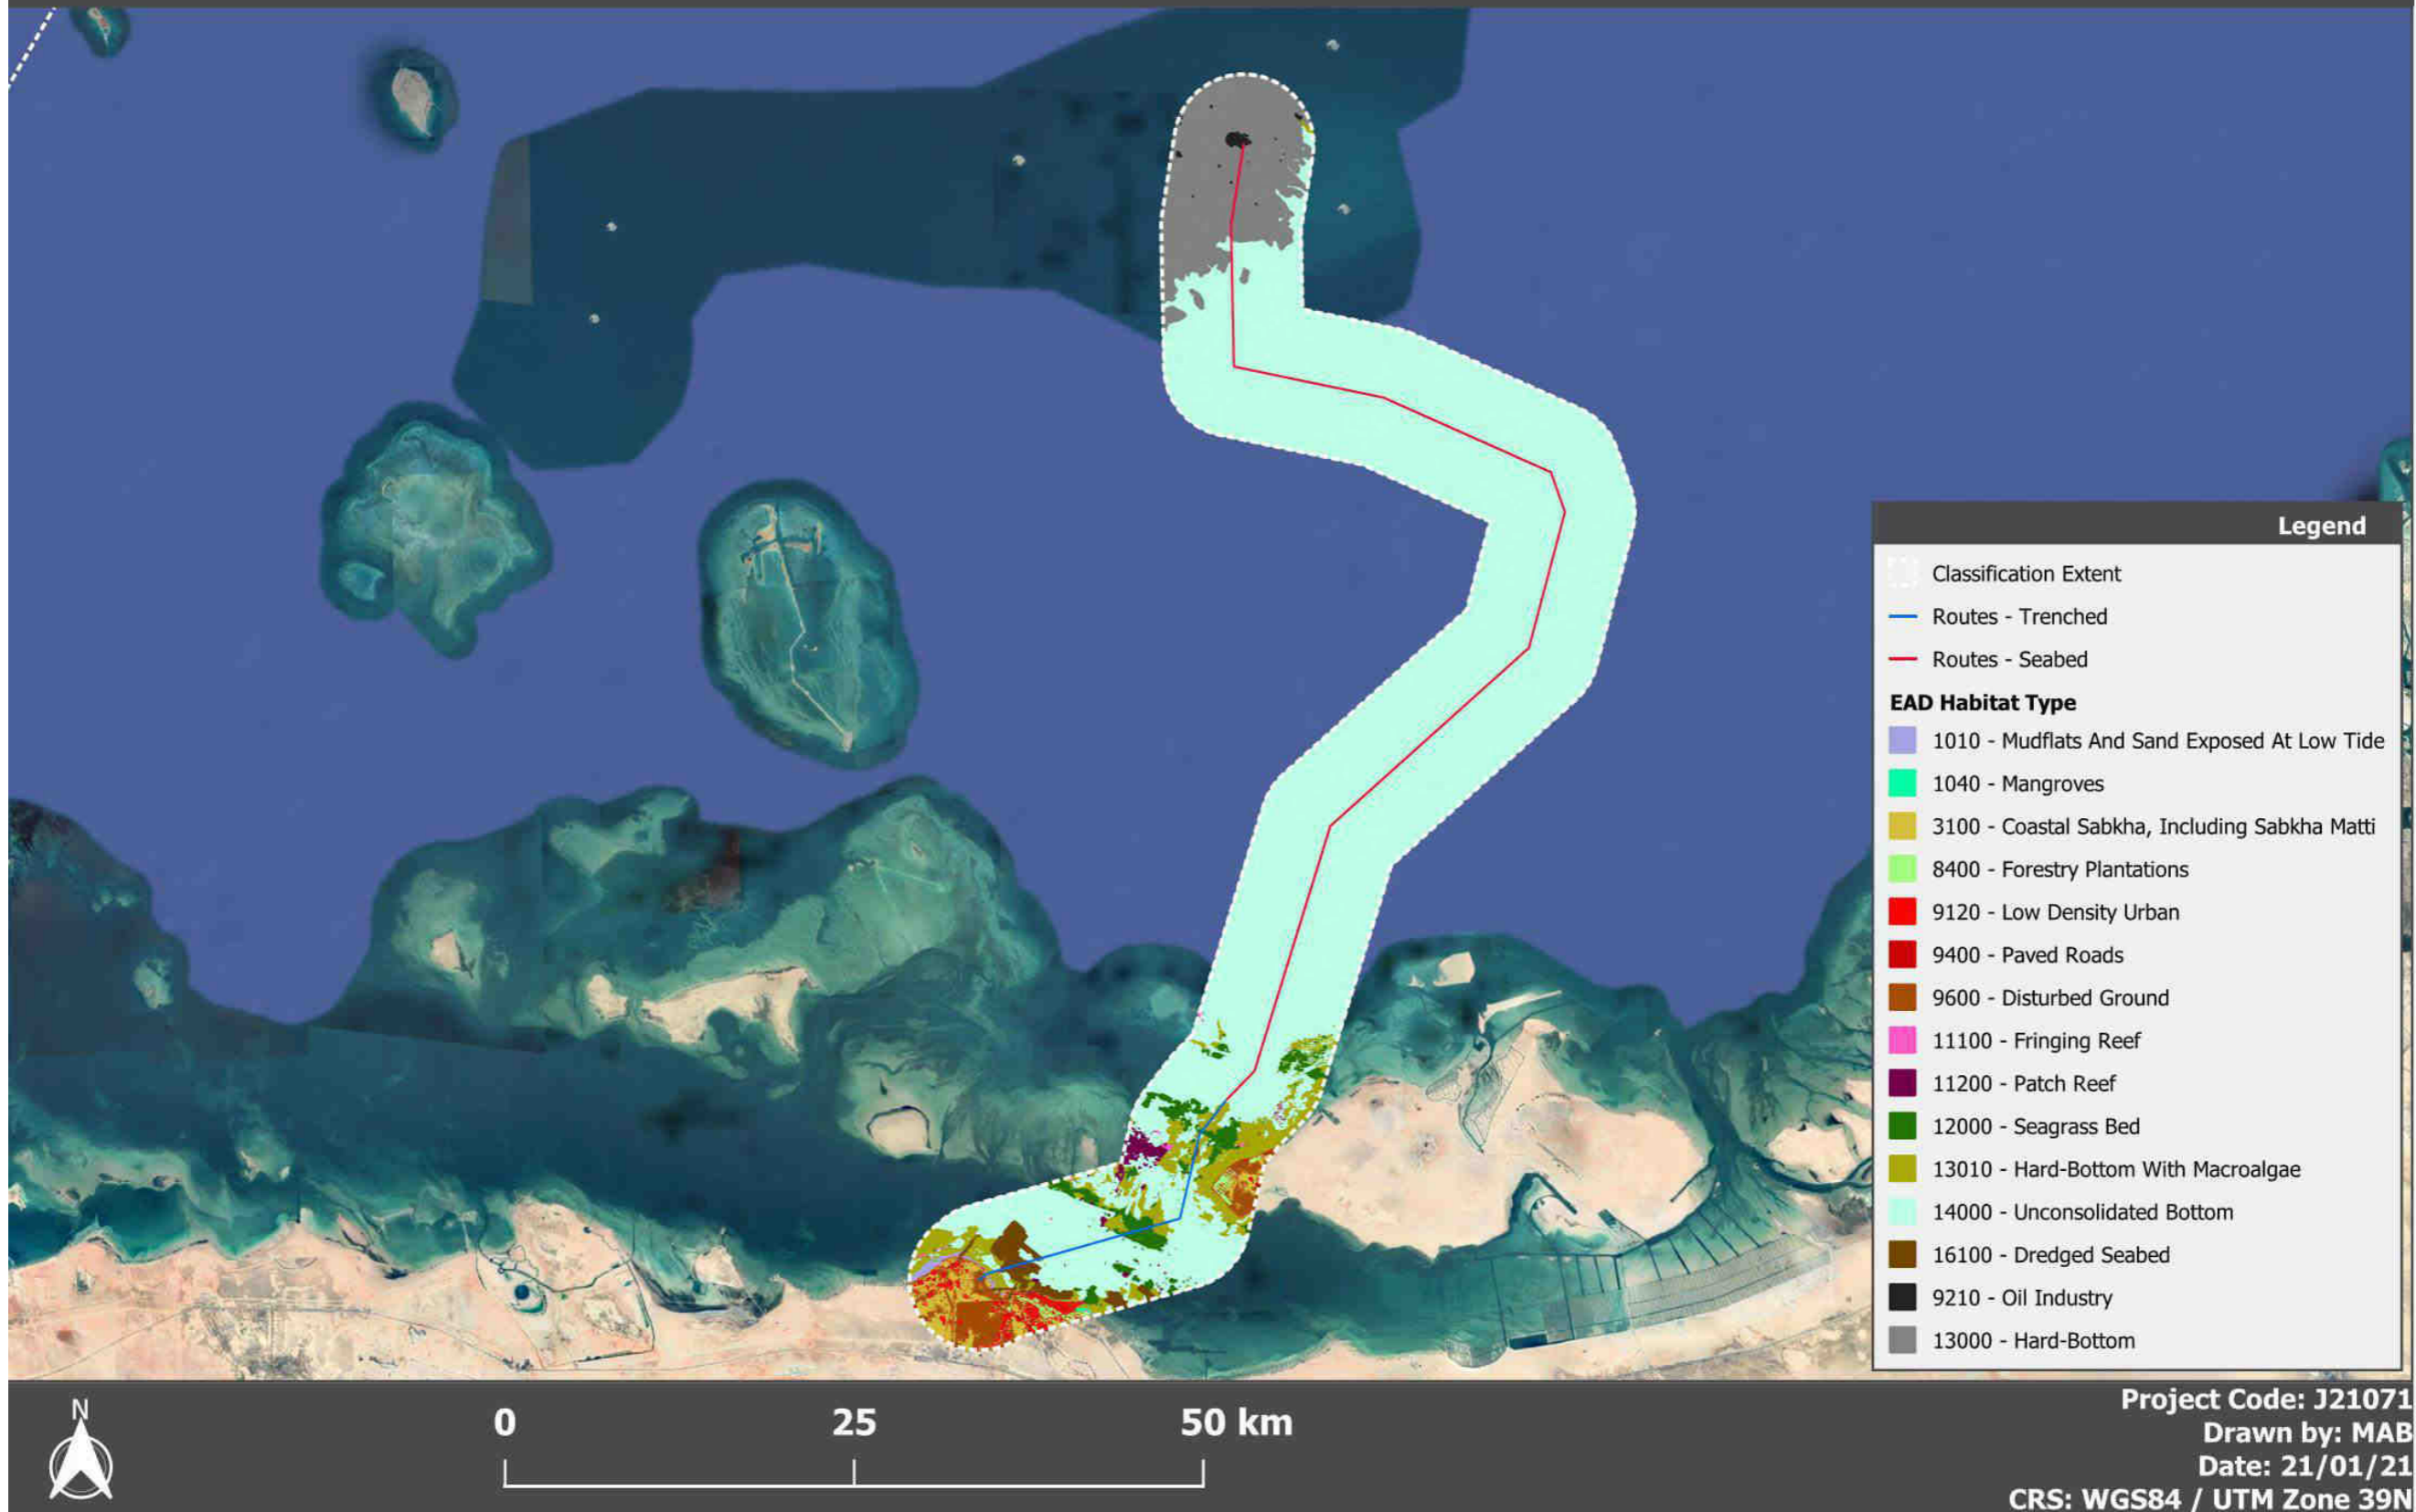 Legend
Classification Extent
Routes - Trenched
Routes - Seabed
EAD Habitat Type
1010 - Mudflats And Sand Exposed At Low Tide
1040 - Mangroves
3100 - Coastal Sabkha, Including Sabkha Matti
8400 - Forestry Plantations
9120 - Low Density Urban
9400 - Paved Roads
9600 - Disturbed Ground
11100 - Fringing Reef
11200 - Patch Reef
12000 - Seagrass Bed
13010 - Hard-Bottom With Macroalgae
14000 - Unconsolidated Bottom
16100 - Dredged Seabed
9210 - Oil Industry
13000 - Hard-Bottom
N
0 25 50 km
Project Code: J21071
Drawn by: MAB
Date: 21/01/21
CRS: WGS84 / UTM Zone 39N